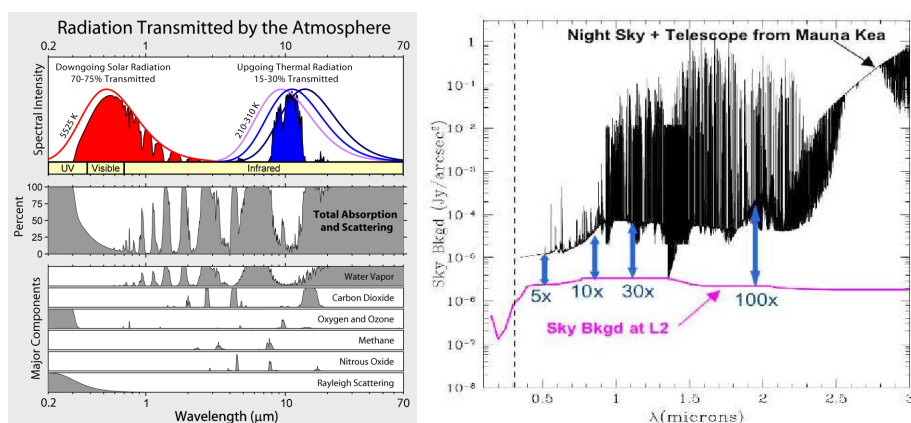 Radiation Transmitted by the Atmosphere
0.2 1 10 70
Downgoing Solar Radiation
70-75% Transmitted
Upgoing Thermal Radiation
15-30% Transmitted
Spectral Intensity
5525 K
210-310 K
UV Visible Infrared
Percent
100
75
50
25
0
Total Absorption
and Scattering
Major Components
Water Vapor
Carbon Dioxide
Oxygen and Ozone
Methane
Nitrous Oxide
Rayleigh Scattering
0.2 1 10 70
Wavelength (μm)
Night Sky + Telescope from Mauna Kea
Sky Bkgd (Jy/arcsec²)
1
10⁻¹
10⁻²
10⁻³
10⁻⁴
10⁻⁵
10⁻⁶
10⁻⁷
10⁻⁸
5x 10x 30x 100x
Sky Bkgd at L2
0.5 1 1.5 2 2.5 3
λ(microns)